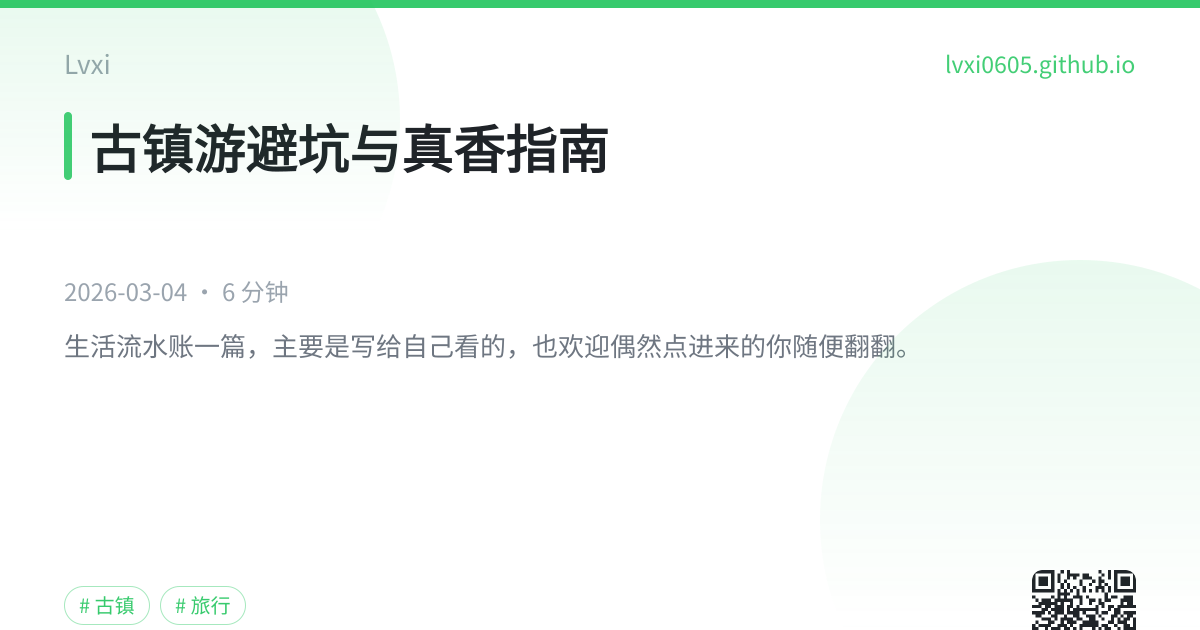 Lvxi
lvxi0605.github.io
古镇游避坑与真香指南
2026-03-04 · 6 分钟
生活流水账一篇，主要是写给自己看的，也欢迎偶然点进来的你随便翻翻。
# 古镇
# 旅行